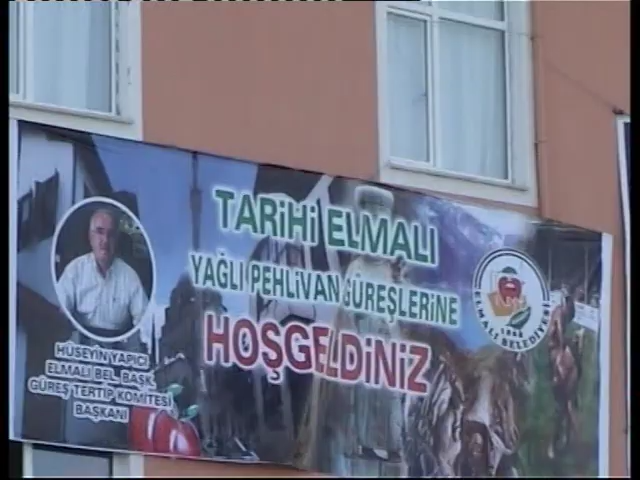 TARİHİ ELMALI
YAĞLI PEHLİVAN GÜREŞLERİNE
HOŞGELDİNİZ
HÜSEYİN YAPICI
ELMALI BEL. BAŞK.
GÜREŞ TERTİP KOMİTESİ
BAŞKANI
ELMALI BELEDİYESİ